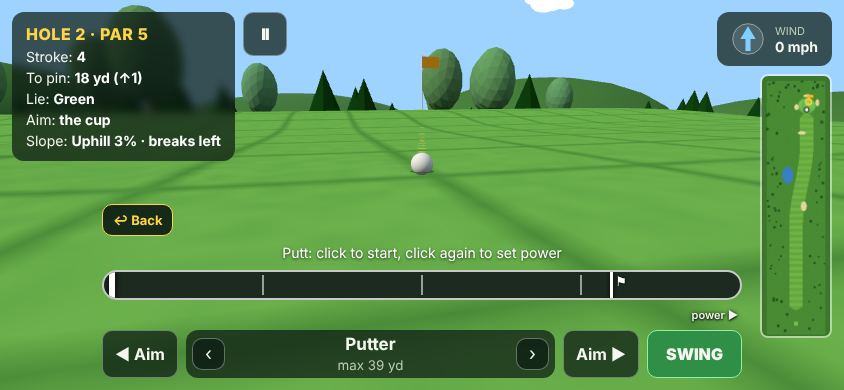 HOLE 2 · PAR 5
Stroke: 4
To pin: 18 yd (↑1)
Lie: Green
Aim: the cup
Slope: Uphill 3% · breaks left
WIND
0 mph
↩ Back
Putt: click to start, click again to set power
power ▶
◀ Aim
‹
Putter
max 39 yd
›
Aim ▶
SWING